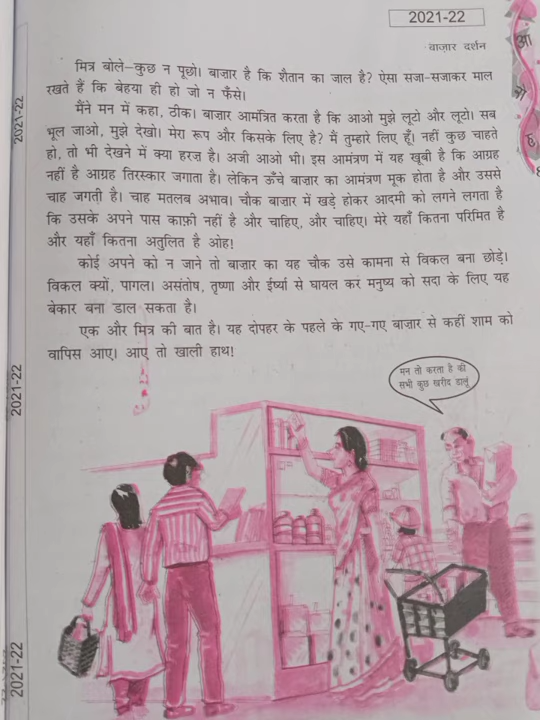 2021-22
बाज़ार दर्शन
मित्र बोले–कुछ न पूछो। बाज़ार है कि शैतान का जाल है? ऐसा सजा-सजाकर माल
रखते हैं कि बेहया ही हो जो न फँसे।
मैंने मन में कहा, ठीक। बाज़ार आमंत्रित करता है कि आओ मुझे लूटो और लूटो। सब
भूल जाओ, मुझे देखो। मेरा रूप और किसके लिए है? मैं तुम्हारे लिए हूँ। नहीं कुछ चाहते
हो, तो भी देखने में क्या हरज़ है। अजी आओ भी। इस आमंत्रण में यह खूबी है कि आग्रह
नहीं है आग्रह तिरस्कार जगाता है। लेकिन ऊँचे बाज़ार का आमंत्रण मूक होता है और उससे
चाह जगती है। चाह मतलब अभाव। चौक बाज़ार में खड़े होकर आदमी को लगने लगता है
कि उसके अपने पास काफ़ी नहीं है और चाहिए, और चाहिए। मेरे यहाँ कितना परिमित है
और यहाँ कितना अतुलित है ओह!
कोई अपने को न जाने तो बाज़ार का यह चौक उसे कामना से विकल बना छोड़े।
विकल क्यों, पागल। असंतोष, तृष्णा और ईर्ष्या से घायल कर मनुष्य को सदा के लिए यह
बेकार बना डाल सकता है।
एक और मित्र की बात है। यह दोपहर के पहले के गए-गए बाज़ार से कहीं शाम को
वापिस आए। आए तो खाली हाथ!
मन तो करता है की
सभी कुछ खरीद डालूं
2021-22
2021-22
2021-22
आ
ह